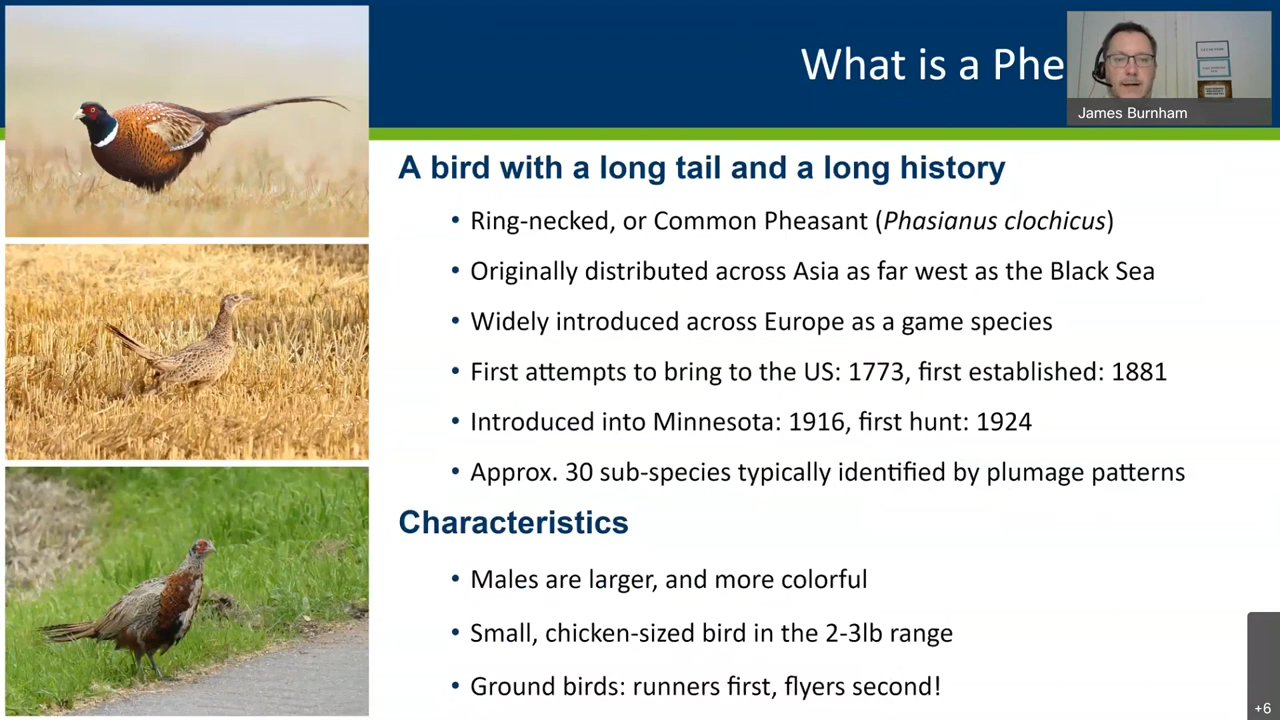 What is a Phe
James Burnham
A bird with a long tail and a long history
• Ring-necked, or Common Pheasant (Phasianus clochicus)
• Originally distributed across Asia as far west as the Black Sea
• Widely introduced across Europe as a game species
• First attempts to bring to the US: 1773, first established: 1881
• Introduced into Minnesota: 1916, first hunt: 1924
• Approx. 30 sub-species typically identified by plumage patterns
Characteristics
• Males are larger, and more colorful
• Small, chicken-sized bird in the 2-3lb range
• Ground birds: runners first, flyers second!
+6